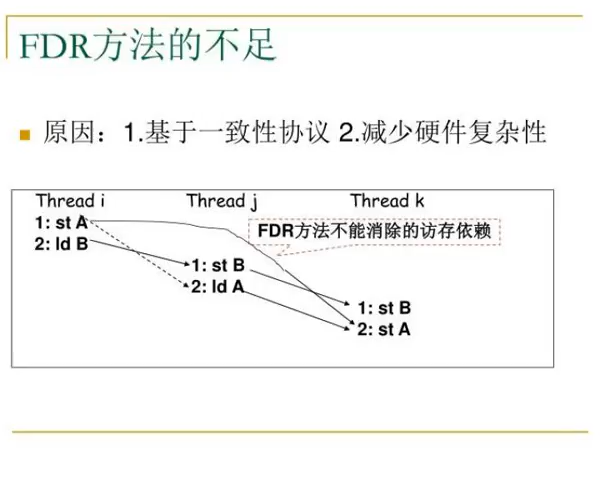 FDR方法的不足
原因：1.基于一致性协议 2.减少硬件复杂性
Thread i Thread j Thread k
1: st A
2: ld B
FDR方法不能消除的访存依赖
1: st B
2: ld A
1: st B
2: st A